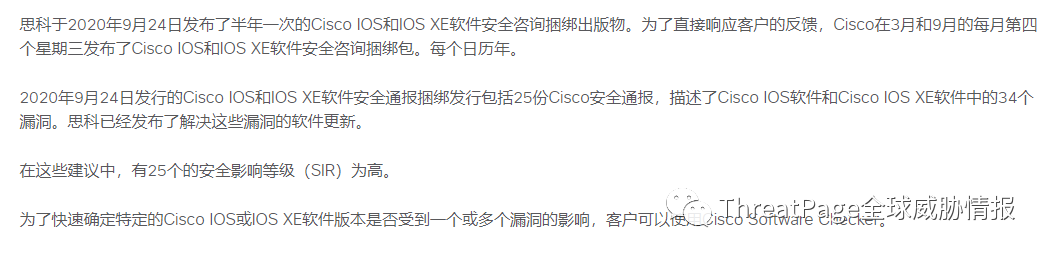 思科于2020年9月24日发布了半年一次的Cisco IOS和IOS XE软件安全咨询捆绑出版物。为了直接响应客户的反馈，Cisco在3月和9月的每月第四
个星期三发布了Cisco IOS和IOS XE软件安全咨询捆绑包。每个日历年。
2020年9月24日发行的Cisco IOS和IOS XE软件安全通报捆绑发行包括25份Cisco安全通报，描述了Cisco IOS软件和Cisco IOS XE软件中的34个
漏洞。思科已经发布了解决这些漏洞的软件更新。
在这些建议中，有25个的安全影响等级（SIR）为高。
为了快速确定特定的Cisco IOS或IOS XE软件版本是否受到一个或多个漏洞的影响，客户可以使用Cisco Software Checker。
ThreatPage全球威胁情报